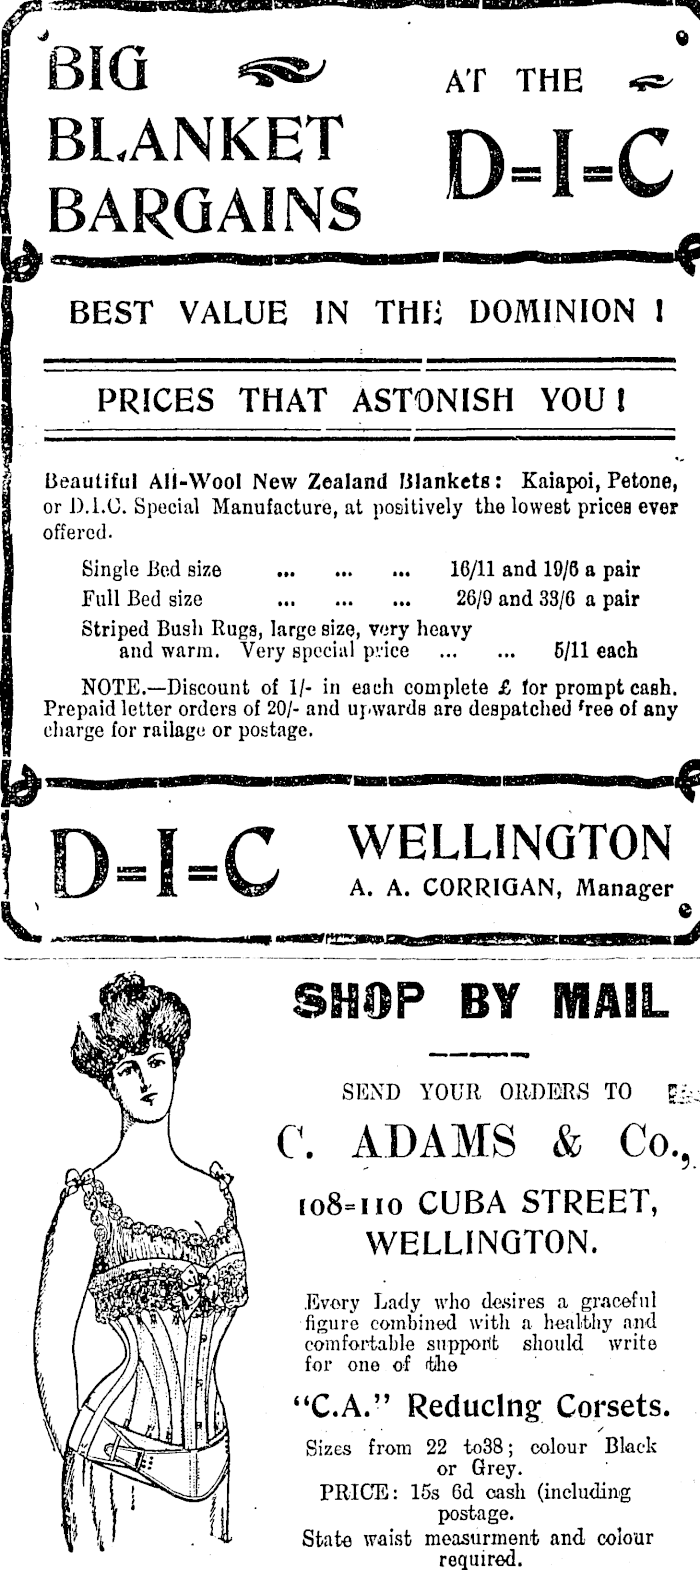 BIG
BLANKET
BARGAINS
AT THE
D=I=C
BEST VALUE IN THE DOMINION !
PRICES THAT ASTONISH YOU !
Beautiful All-Wool New Zealand Blankets: Kaiapoi, Petone,
or D.I.C. Special Manufacture, at positively the lowest prices ever
offered.
Single Bed size ... ... ... 16/11 and 19/6 a pair
Full Bed size ... ... ... 26/9 and 33/6 a pair
Striped Bush Rugs, large size, very heavy
and warm. Very special price ... ... 5/11 each
NOTE.—Discount of 1/- in each complete £ for prompt cash.
Prepaid letter orders of 20/- and upwards are despatched free of any
charge for railage or postage.
D=I=C
WELLINGTON
A. A. CORRIGAN, Manager
SHOP BY MAIL
SEND YOUR ORDERS TO
C. ADAMS & Co.,
108=110 CUBA STREET,
WELLINGTON.
Every Lady who desires a graceful
figure combined with a healthy and
comfortable support should write
for one of the
"C.A." Reducing Corsets.
Sizes from 22 to38; colour Black
or Grey.
PRICE: 15s 6d cash (including
postage.
State waist measurment and colour
required.